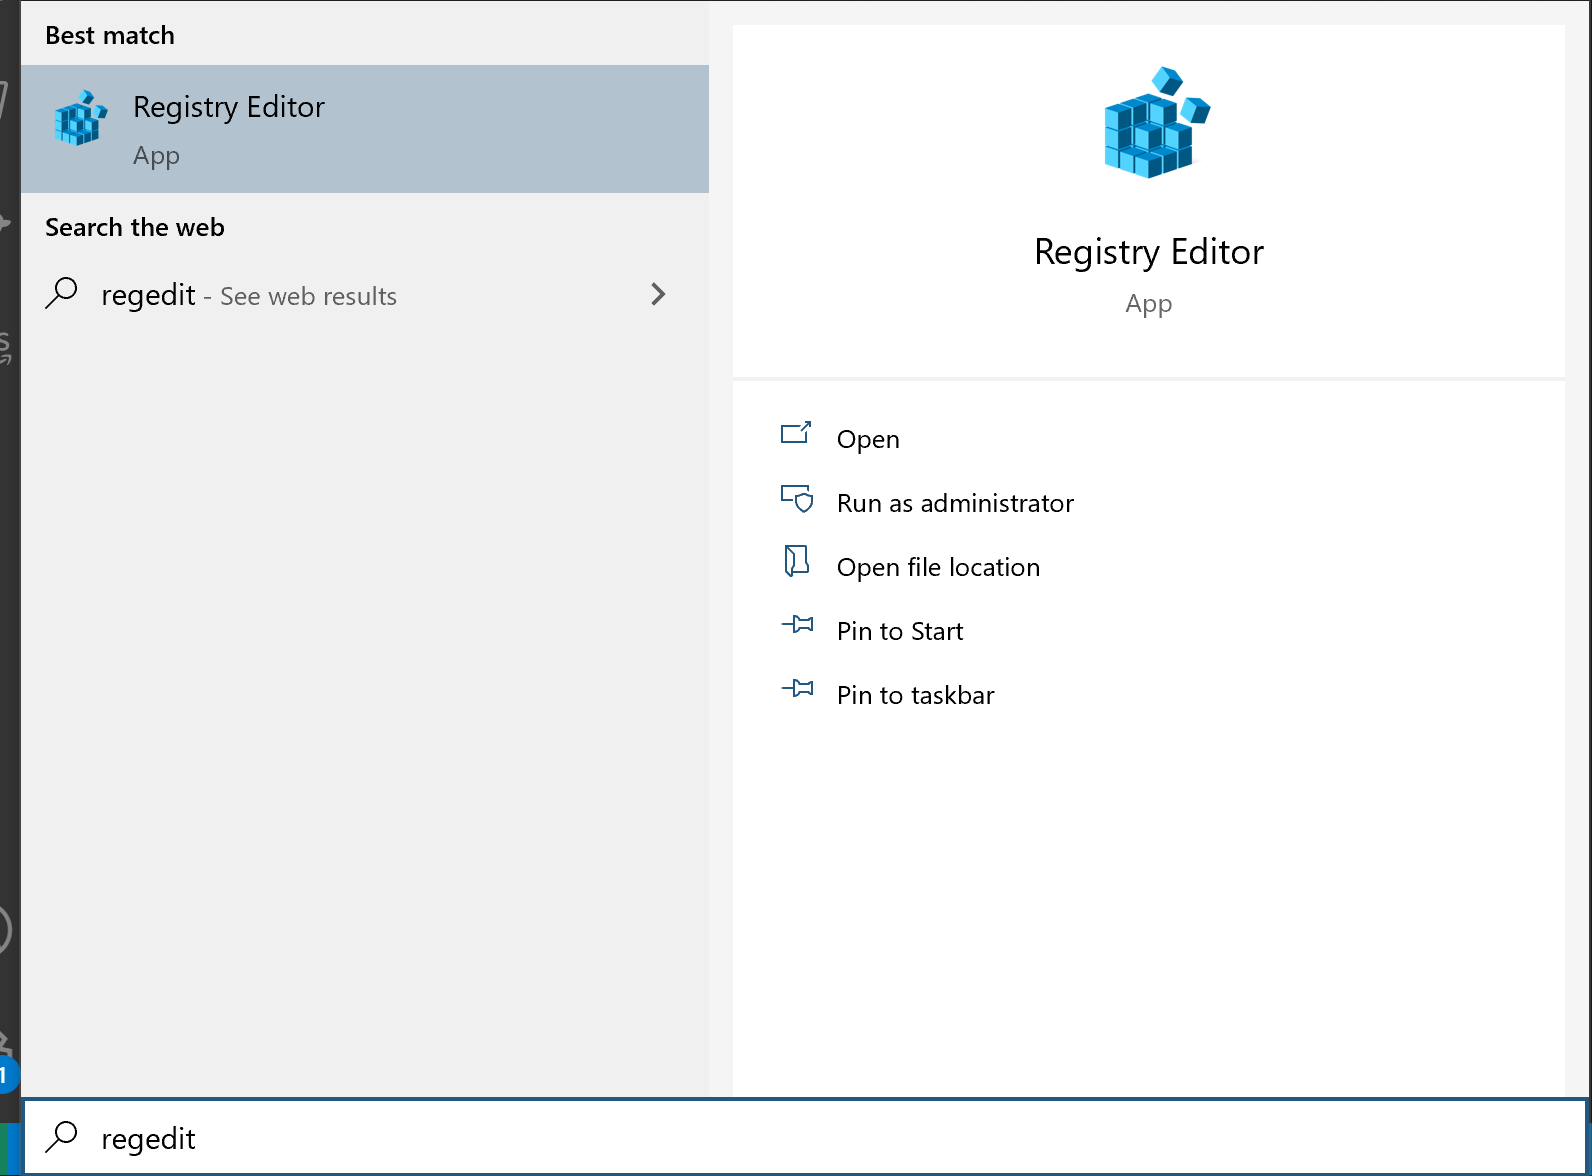 Best match
Registry Editor
App
Search the web
regedit - See web results
Registry Editor
App
Open
Run as administrator
Open file location
Pin to Start
Pin to taskbar
1
regedit